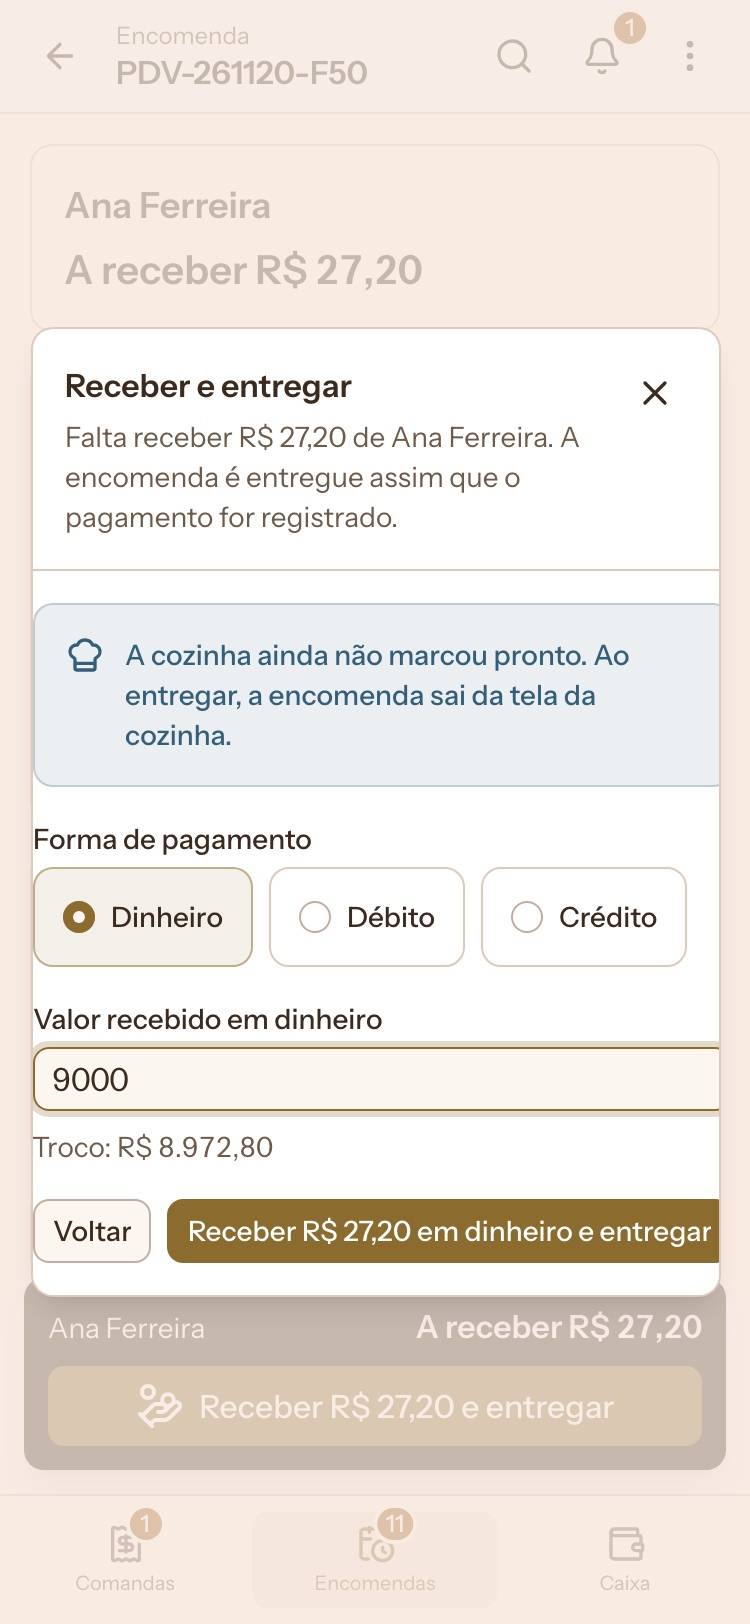 Encomenda
PDV-261120-F50
1
Ana Ferreira
A receber R$ 27,20
Receber e entregar
Falta receber R$ 27,20 de Ana Ferreira. A
encomenda é entregue assim que o
pagamento for registrado.
A cozinha ainda não marcou pronto. Ao
entregar, a encomenda sai da tela da
cozinha.
Forma de pagamento
Dinheiro
Débito
Crédito
Valor recebido em dinheiro
9000
Troco: R$ 8.972,80
Voltar
Receber R$ 27,20 em dinheiro e entregar
Ana Ferreira
A receber R$ 27,20
Receber R$ 27,20 e entregar
1
Comandas
11
Encomendas
Caixa